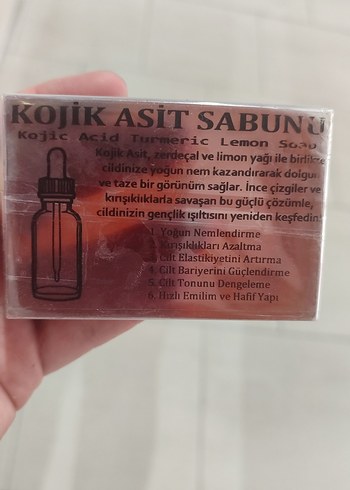 KOJİK ASİT SABUNU
Kojic Acid Turmeric Lemon Soap
Kojik Asit, zerdeçal ve limon yağı ile birlikte
cildinize yoğun nem kazandırarak dolgun
ve taze bir görünüm sağlar. İnce çizgiler ve
kırışıklıklarla savaşan bu güçlü çözümle,
cildinizin gençlik ışıltısını yeniden keşfedin
1. Yoğun Nemlendirme
2. Kırışıklıkları Azaltma
3. Cilt Elastikiyetini Artırma
4. Cilt Bariyerini Güçlendirme
5. Cilt Tonunu Dengeleme
6. Hızlı Emilim ve Hafif Yapı